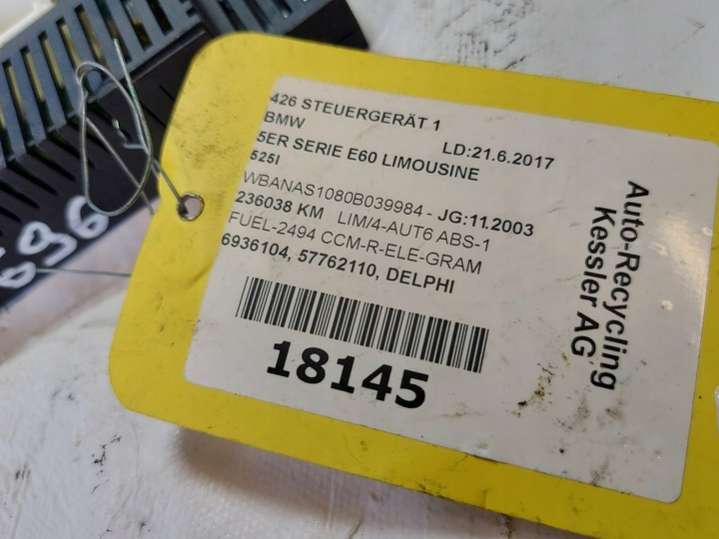 426 STEUERGERÄT 1
BMW LD:21.6.2017
5ER SERIE E60 LIMOUSINE
525I
WBANAS1080B039984 - JG:11.2003
236038 KM LIM/4-AUT6 ABS-1
FUEL-2494 CCM-R-ELE-GRAM
6936104, 57762110, DELPHI
18145
Auto-Recycling
Kessler AG
696